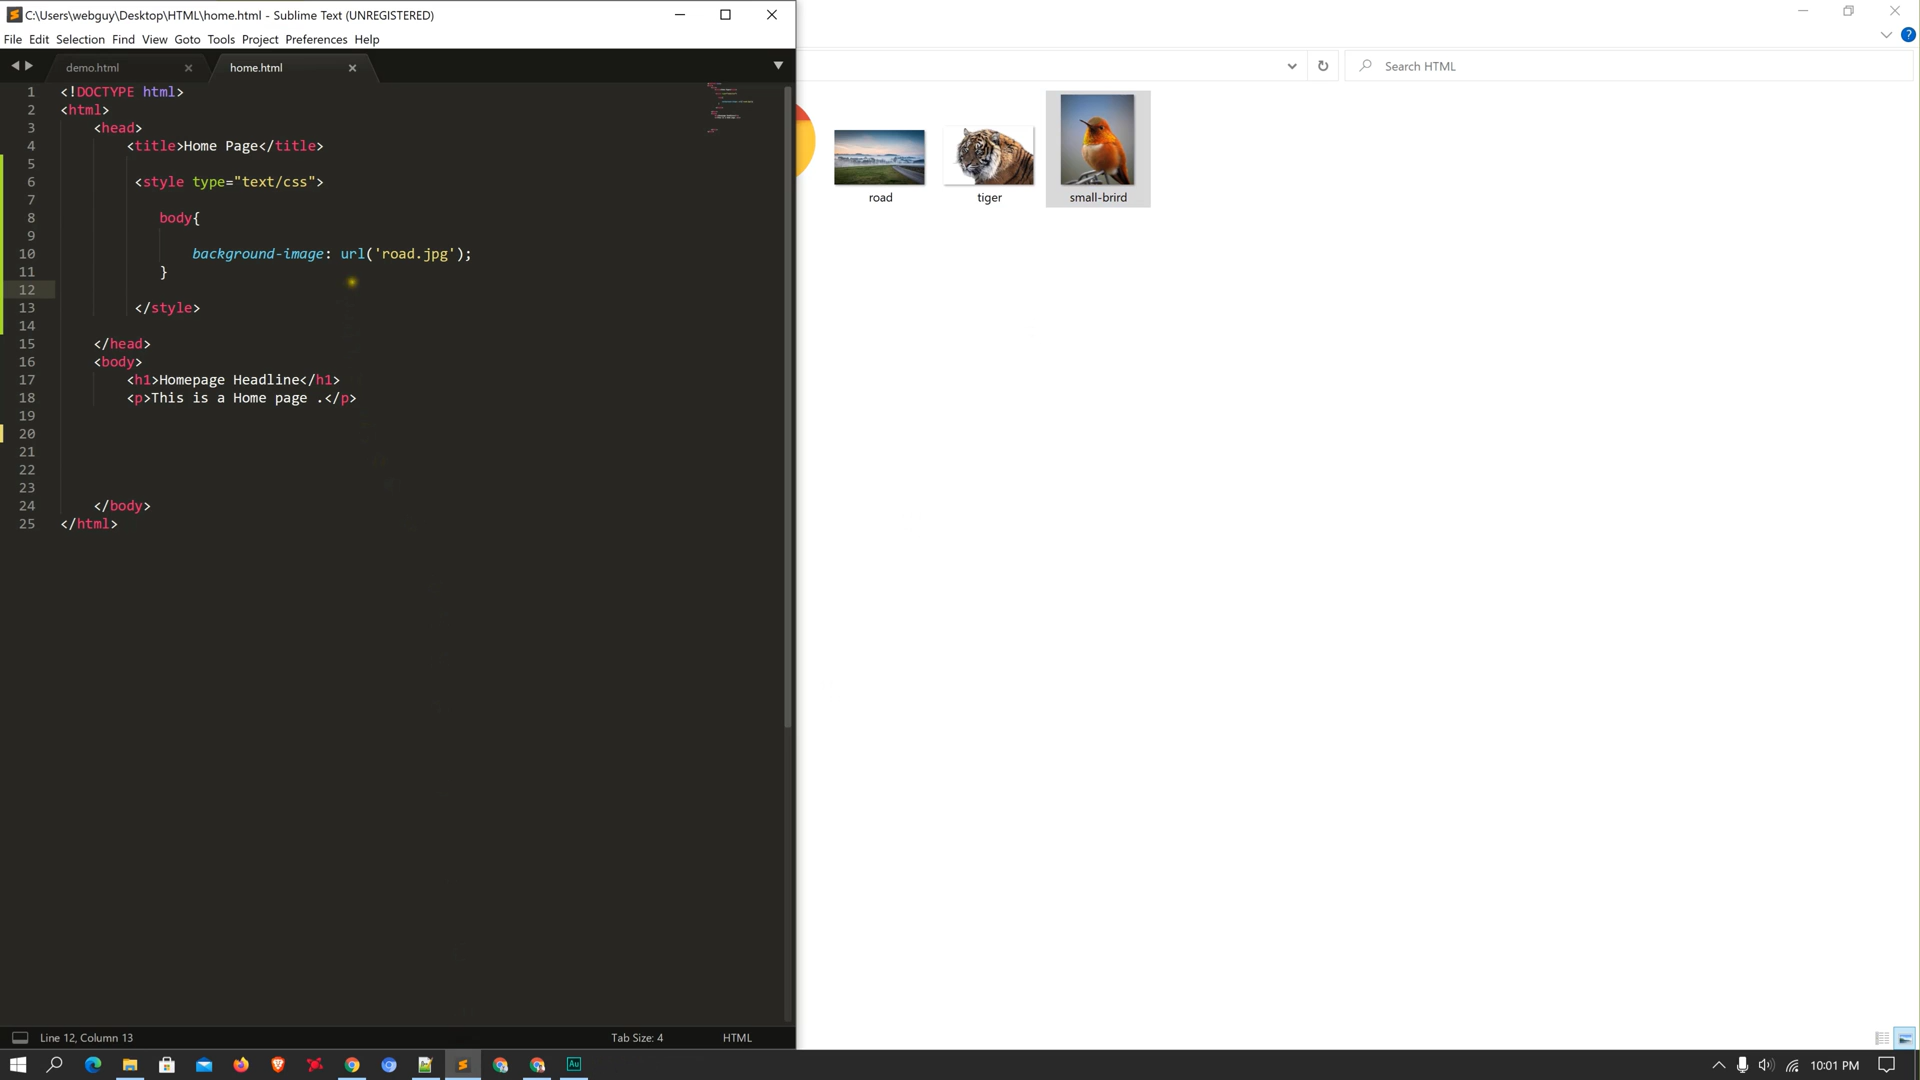 C:\Users\webguy\Desktop\HTML\home.html - Sublime Text (UNREGISTERED)
File Edit Selection Find View Goto Tools Project Preferences Help
demo.html home.html
1 <!DOCTYPE html>
2 <html>
3 <head>
4 <title>Home Page</title>
5
6 <style type="text/css">
7
8 body{
9
10 background-image: url('road.jpg');
11 }
12
13 </style>
14
15 </head>
16 <body>
17 <h1>Homepage Headline</h1>
18 <p>This is a Home page .</p>
19
20
21
22
23
24 </body>
25 </html>
Line 12, Column 13 Tab Size: 4 HTML
Search HTML
road tiger small-brird
Au
10:01 PM